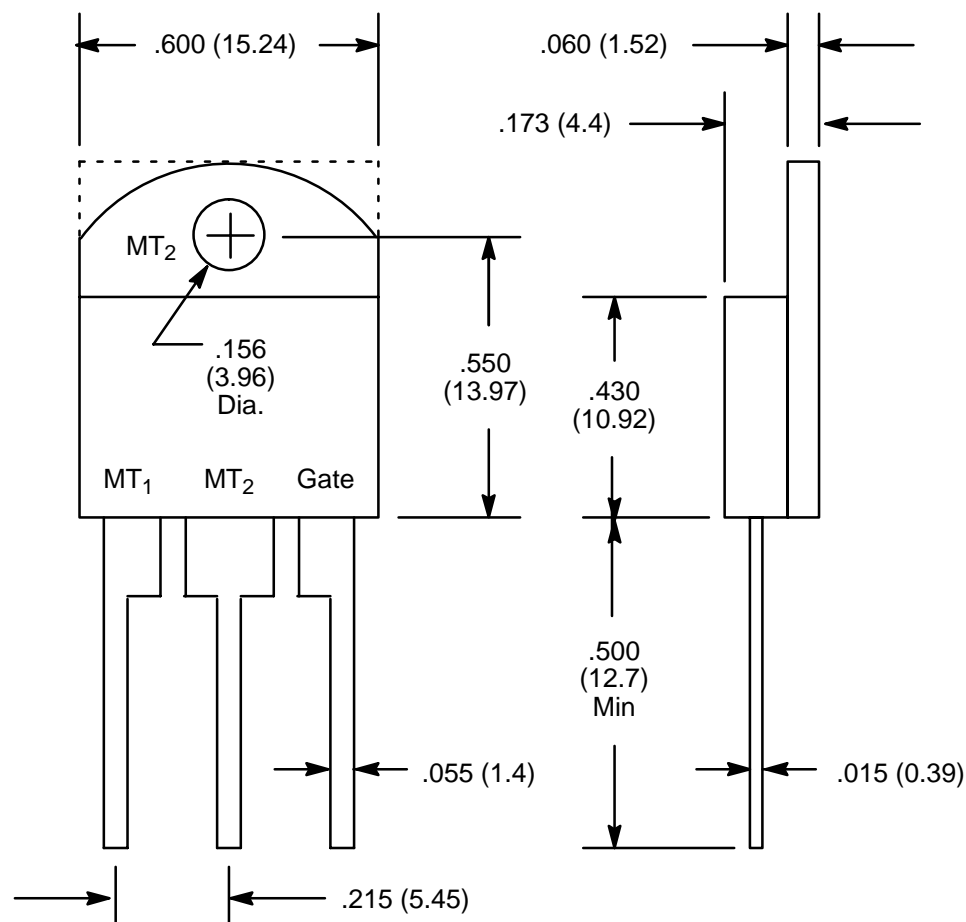 .600 (15.24)
.060 (1.52)
.173 (4.4)
MT2
.156
(3.96)
Dia.
.550
(13.97)
.430
(10.92)
MT1
MT2
Gate
.500
(12.7)
Min
.055 (1.4)
.015 (0.39)
.215 (5.45)